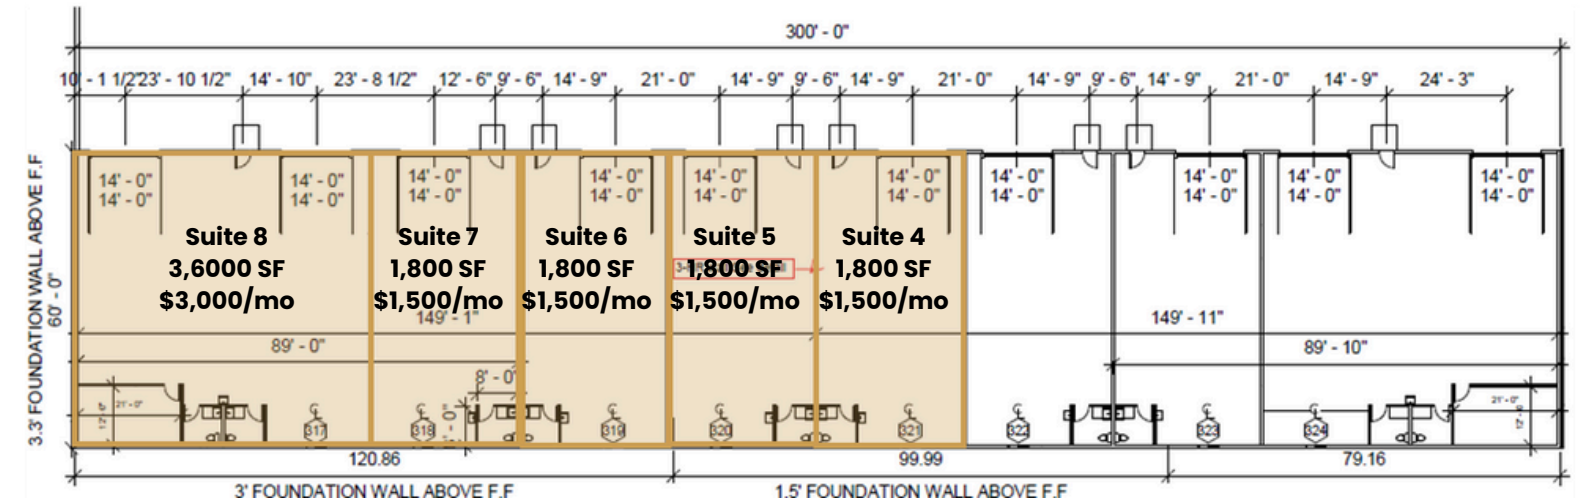 300' - 0"
10' - 1 1/2" 23' - 10 1/2" 14' - 10" 23' - 8 1/2" 12' - 6" 9' - 6" 14' - 9" 21' - 0" 14' - 9" 9' - 6" 14' - 9" 21' - 0" 14' - 9" 9' - 6" 14' - 9" 21' - 0" 14' - 9" 24' - 3"
3.3' FOUNDATION WALL ABOVE F.F
60' - 0"
14' - 0" 14' - 0" 14' - 0" 14' - 0" 14' - 0" 14' - 0" 14' - 0" 14' - 0" 14' - 0" 14' - 0"
14' - 0" 14' - 0" 14' - 0" 14' - 0" 14' - 0" 14' - 0" 14' - 0" 14' - 0" 14' - 0" 14' - 0"
Suite 8
3,6000 SF
$3,000/mo
Suite 7
1,800 SF
$1,500/mo
Suite 6
1,800 SF
$1,500/mo
Suite 5
1,800 SF
$1,500/mo
Suite 4
1,800 SF
$1,500/mo
149' - 1" 149' - 11"
89' - 0" 89' - 10"
8' - 0"
21' - 0" 21' - 0"
12' - 0" 12' - 0"
317 318 319 320 321 322 323 324
120.86 99.99 79.16
3' FOUNDATION WALL ABOVE F.F 1.5' FOUNDATION WALL ABOVE F.F